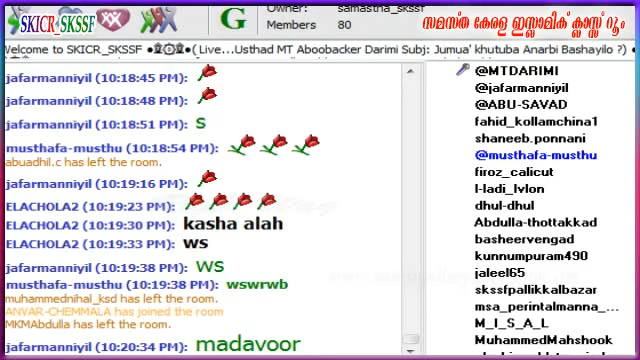 SKICR_SKSSF
Owner: samastha_skssf
Members 80
സമസ്ത കേരള ഇസ്ലാമിക് ക്ലാസ്സ് റൂം
Welcome to SKICR_SKSSF ( Live...Usthad MT Aboobacker Darimi Subj: Jumua' khutuba Anarbi Bashayilo ?)
jafarmanniyil (10:18:45 PM):
jafarmanniyil (10:18:48 PM):
jafarmanniyil (10:18:51 PM): s
musthafa-musthu (10:18:54 PM):
abuadhil.c has left the room.
jafarmanniyil (10:19:16 PM):
ELACHOLA2 (10:19:23 PM):
ELACHOLA2 (10:19:30 PM): kasha alah
ELACHOLA2 (10:19:33 PM): ws
jafarmanniyil (10:19:38 PM): ws
musthafa-musthu (10:19:38 PM): wswrwb
muhammednihal_ksd has left the room.
ANVAR-CHEMMALA has joined the room
MKMAbdulla has left the room.
jafarmanniyil (10:20:34 PM): madavoor
@MTDARIMI
@jafarmanniyil
@ABU-SAVAD
fahid_kollamchina1
shaneeb.ponnani
@musthafa-musthu
firoz_calicut
l-ladi_lvlon
dhul-dhul
Abdulla-thottakkad
basheervengad
kunnumpuram490
jaleel65
skssfpallikkalbazar
msa_perintalmanna_...
M_I_S_A_L
MuhammedMahshook